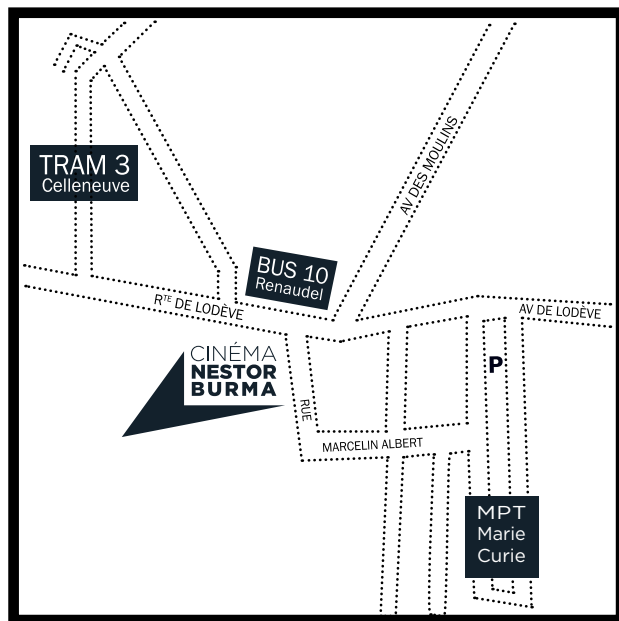 AV DES MOULINS
TRAM 3
Celleneuve
BUS 10
Renaudel
RTE DE LODÈVE
AV DE LODÈVE
CINÉMA
NESTOR
BURMA
P
RUE
MARCELIN ALBERT
MPT
Marie
Curie